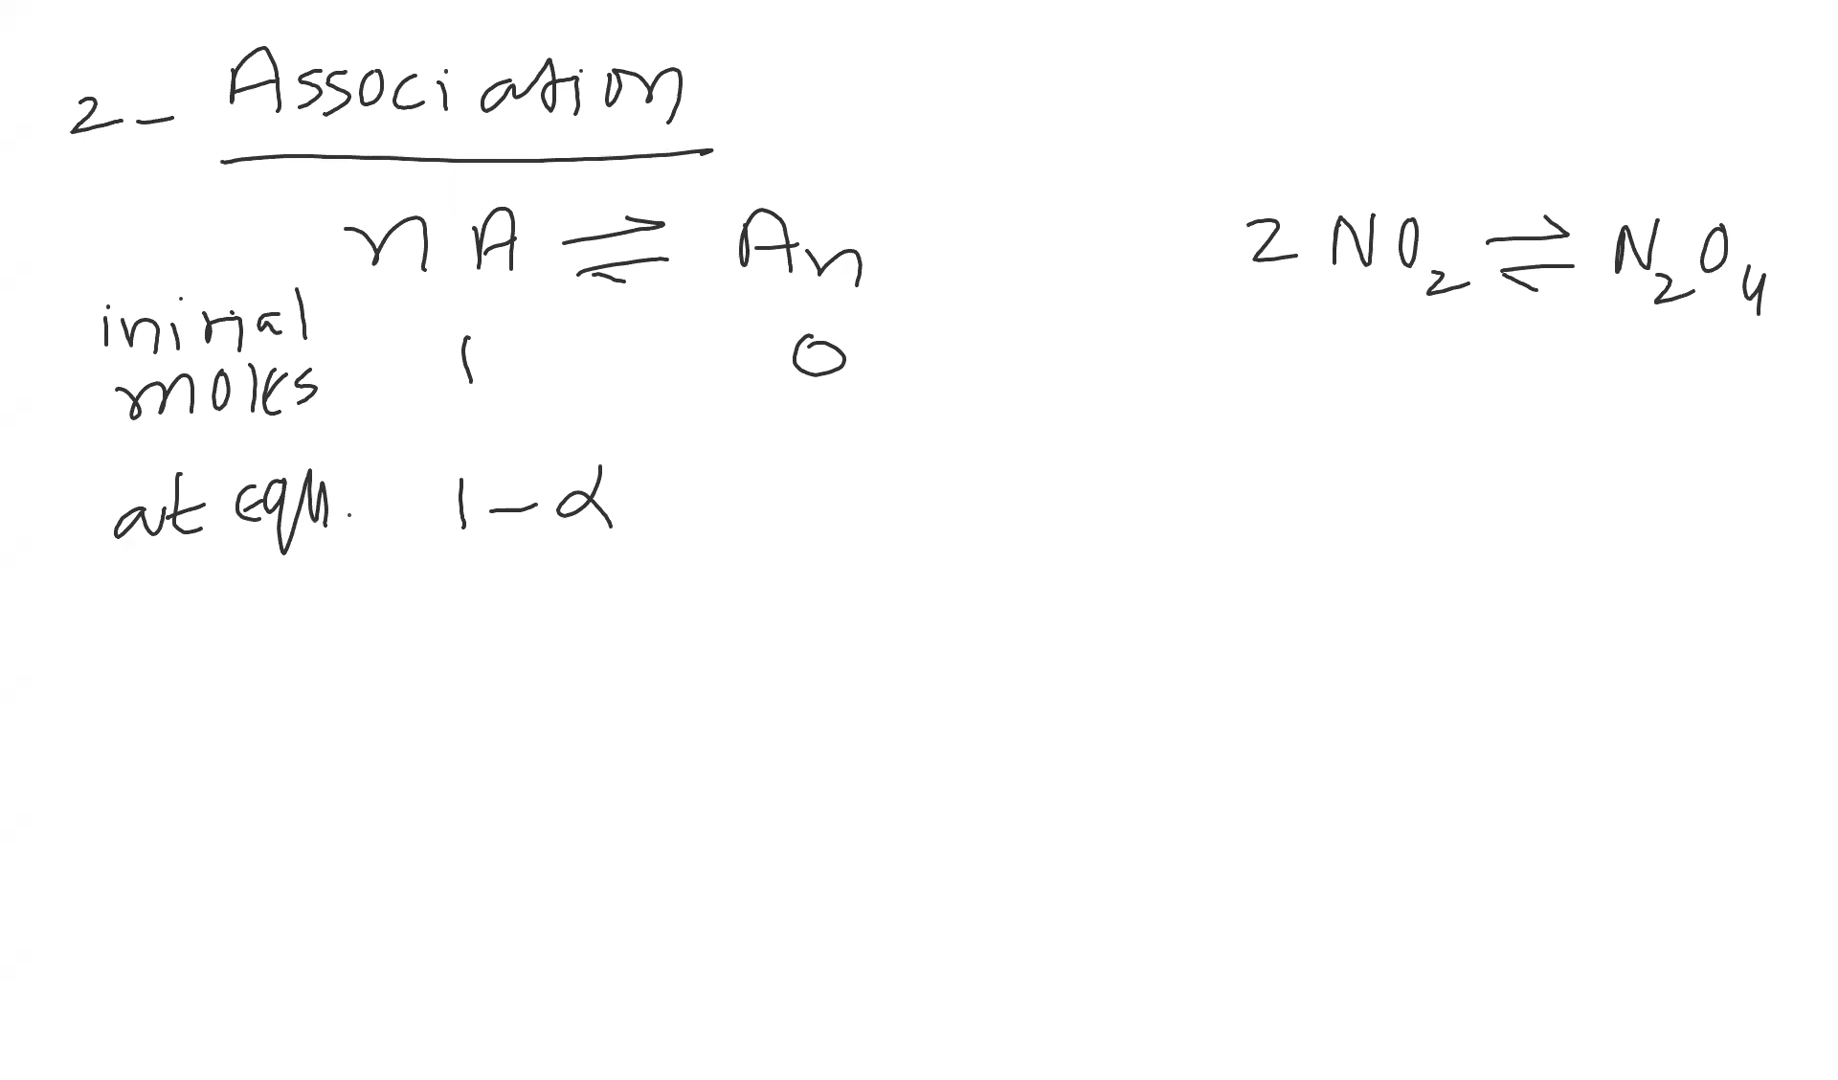 2- Association
n A ⇌ An
2 NO₂ ⇌ N₂O₄
initial 1 0
moles
at eqm. 1-α